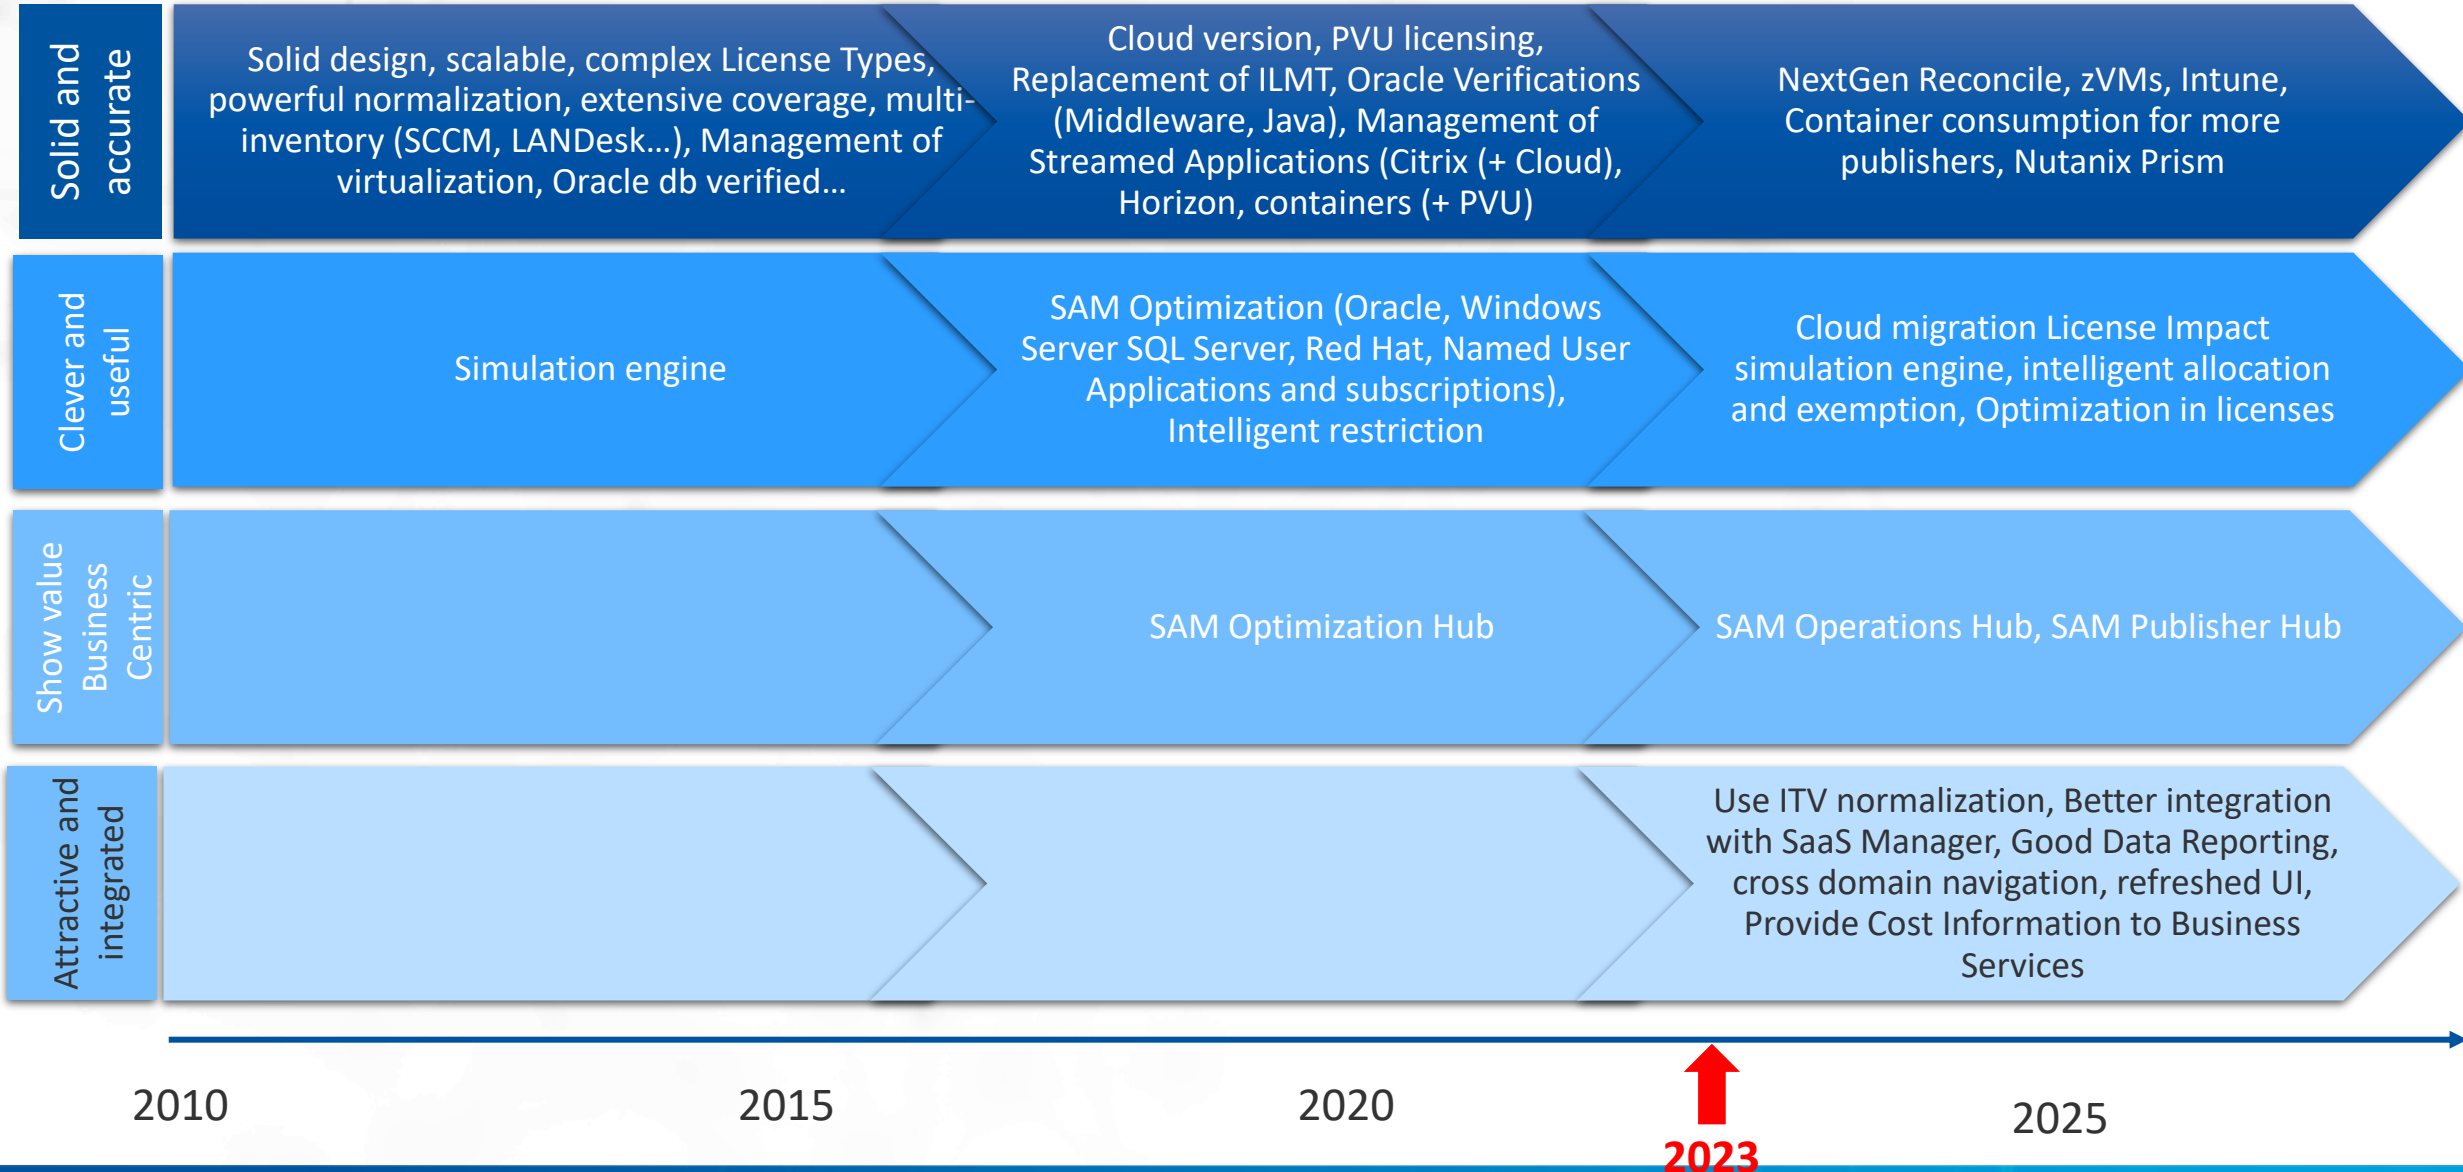 Solid and
accurate
Solid design, scalable, complex License Types,
powerful normalization, extensive coverage, multi-
inventory (SCCM, LANDesk…), Management of
virtualization, Oracle db verified…
Cloud version, PVU licensing,
Replacement of ILMT, Oracle Verifications
(Middleware, Java), Management of
Streamed Applications (Citrix (+ Cloud),
Horizon, containers (+ PVU)
NextGen Reconcile, zVMs, Intune,
Container consumption for more
publishers, Nutanix Prism
Clever and
useful
Simulation engine
SAM Optimization (Oracle, Windows
Server SQL Server, Red Hat, Named User
Applications and subscriptions),
Intelligent restriction
Cloud migration License Impact
simulation engine, intelligent allocation
and exemption, Optimization in licenses
Show value
Business
Centric
SAM Optimization Hub
SAM Operations Hub, SAM Publisher Hub
Attractive and
integrated
Use ITV normalization, Better integration
with SaaS Manager, Good Data Reporting,
cross domain navigation, refreshed UI,
Provide Cost Information to Business
Services
2010
2015
2020
2023
2025